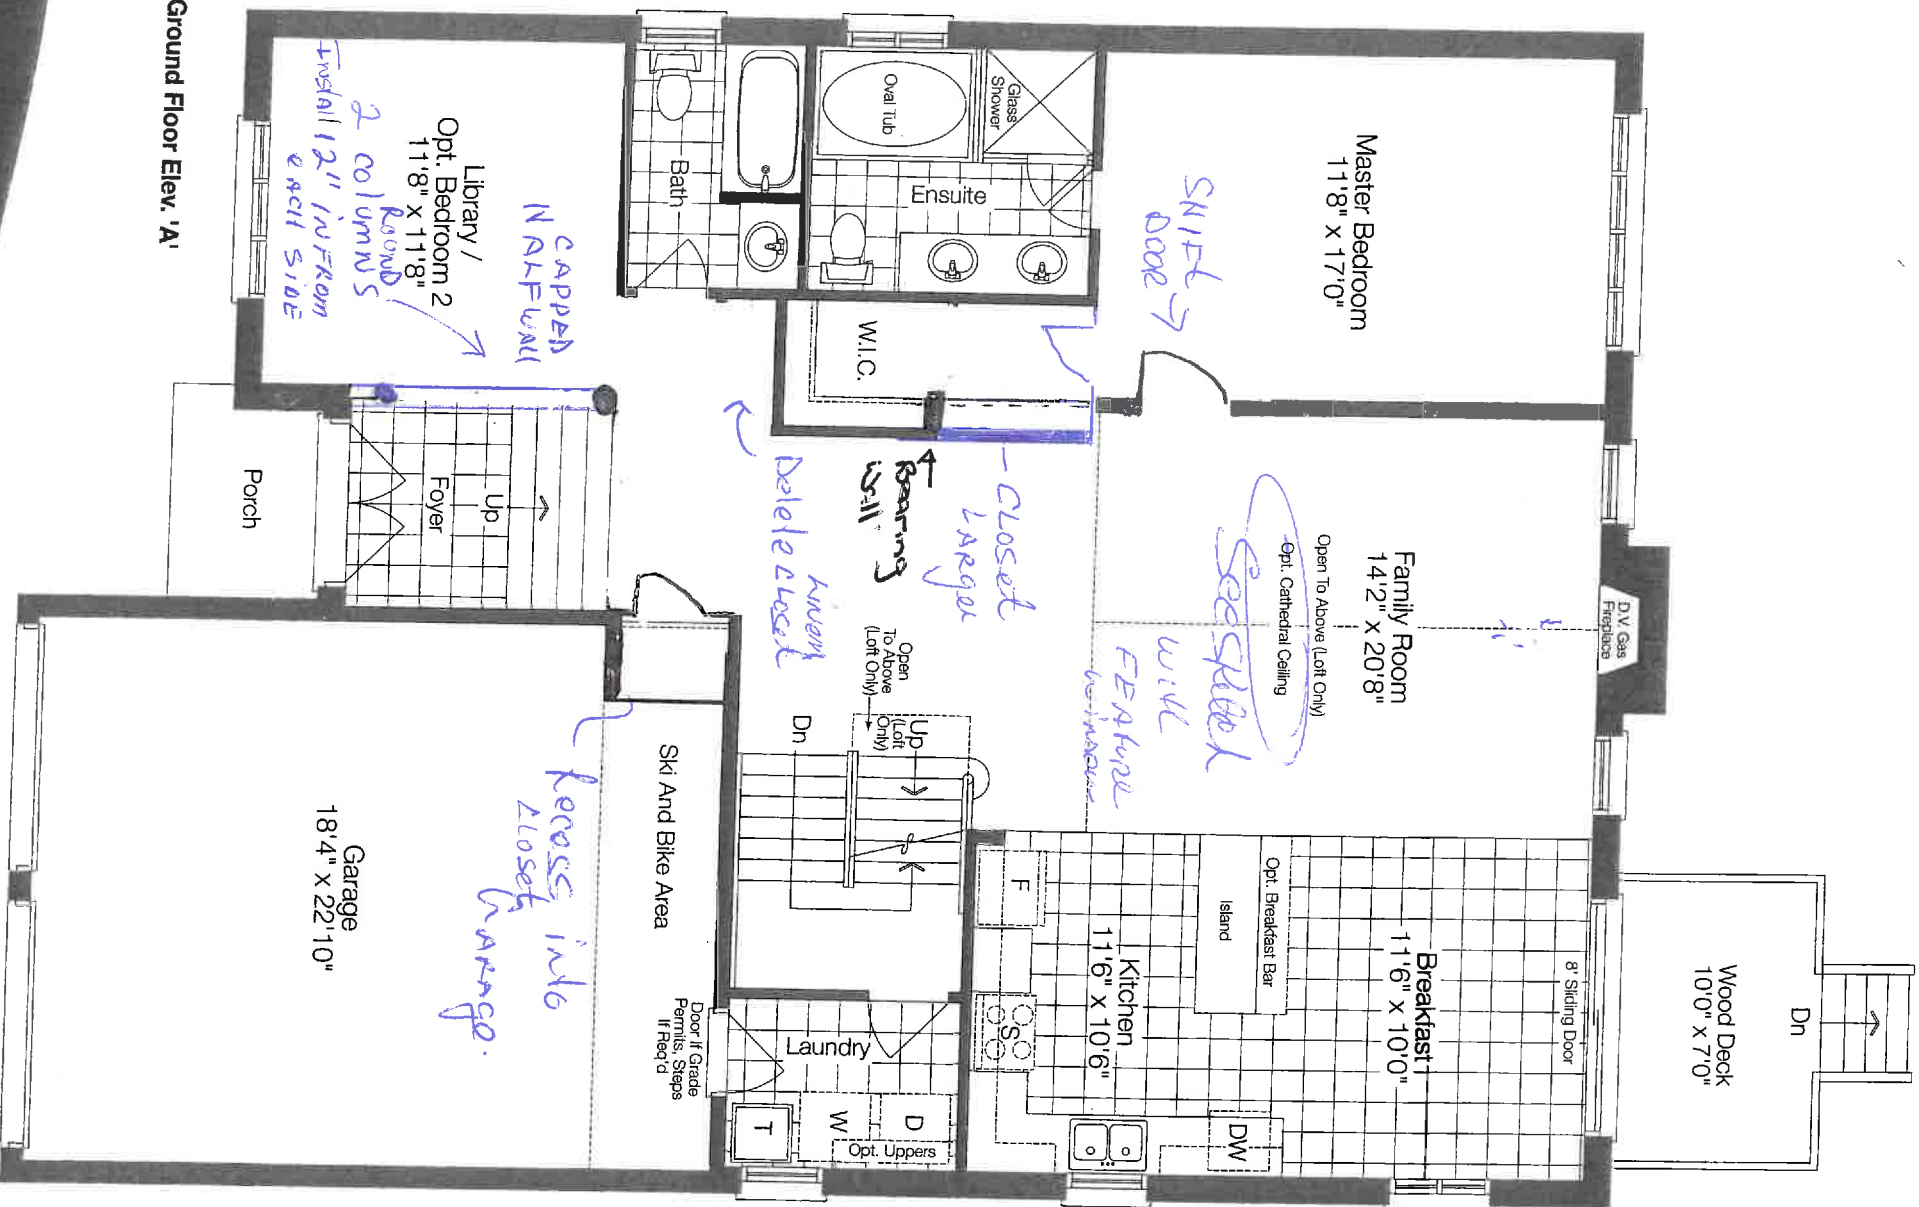 Ground Floor Elev. 'A'
Master Bedroom
11'8" x 17'0"
D.V. Gas
Fireplace
Family Room
14'2" x 20'8"
Open To Above (Loft Only)
Opt. Cathedral Ceiling
WITH
FEATURE
WINDOW
Wood Deck
10'0" x 7'0"
Dn
8' Sliding Door
Breakfast
11'6" x 10'0"
Opt. Breakfast Bar
Island
Kitchen
11'6" x 10'6"
F
S
DW
Glass
Shower
Oval Tub
Ensuite
SHIFT
DOOR
W.I.C.
CLOSET
LARGER
Bearing
Wall
Delete
Linen
Closet
Bath
Library /
Opt. Bedroom 2
11'8" x 11'8"
CAPPED
HALFWALL
2 ROUND
COLUMNS
INSTALL 12" IN FROM
EACH SIDE
Open
To Above
(Loft Only)
Up
(Loft
Only)
Dn
Up
Foyer
Porch
Laundry
D
W
T
Opt. Uppers
Door If Grade
Permits, Steps
If Req'd
Ski And Bike Area
Recess into
Closet
GARAGE.
Garage
18'4" x 22'10"